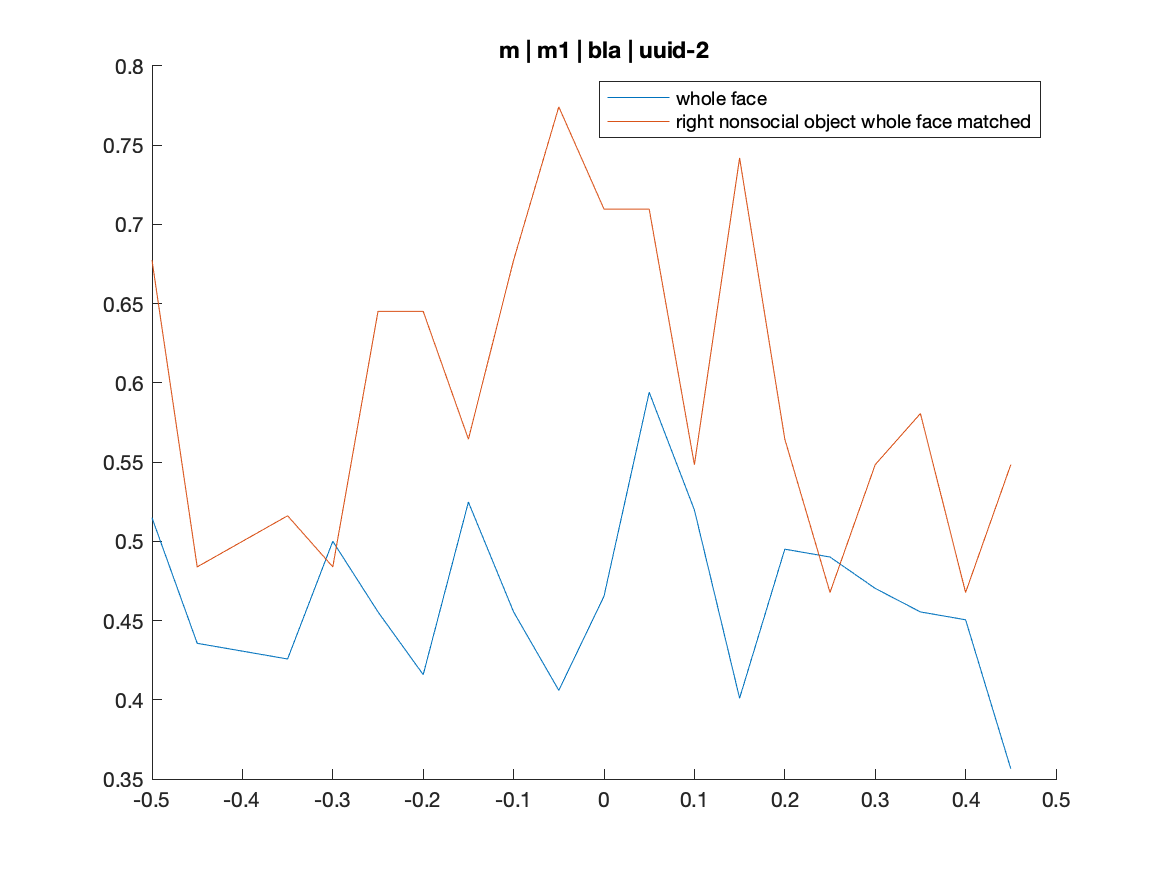 m | m1 | bla | uuid-2
whole face
right nonsocial object whole face matched
0.8
0.75
0.7
0.65
0.6
0.55
0.5
0.45
0.4
0.35
-0.5 -0.4 -0.3 -0.2 -0.1 0 0.1 0.2 0.3 0.4 0.5